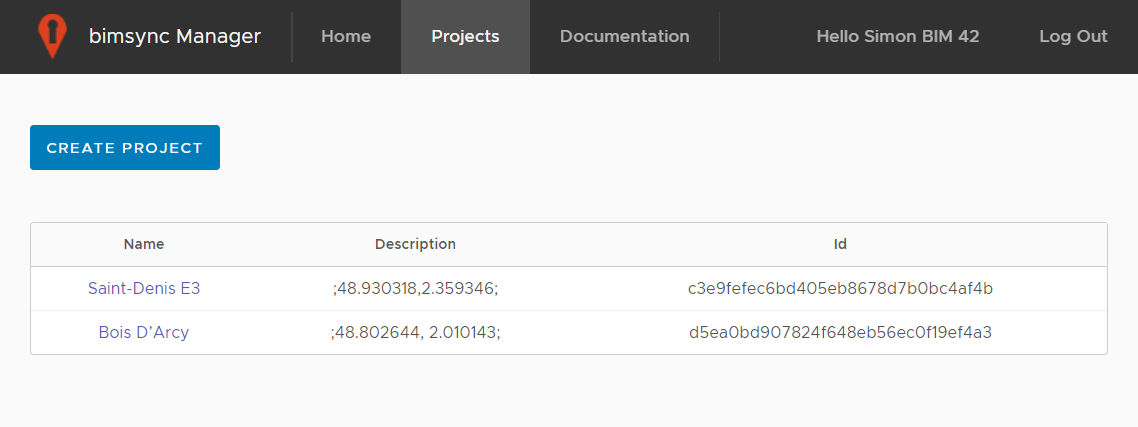 bimsync Manager Home Projects Documentation Hello Simon BIM 42 Log Out
CREATE PROJECT
Name Description Id
Saint-Denis E3 ;48.930318,2.359346; c3e9fefec6bd405eb8678d7b0bc4af4b
Bois D'Arcy ;48.802644, 2.010143; d5ea0bd907824f648eb56ec0f19ef4a3